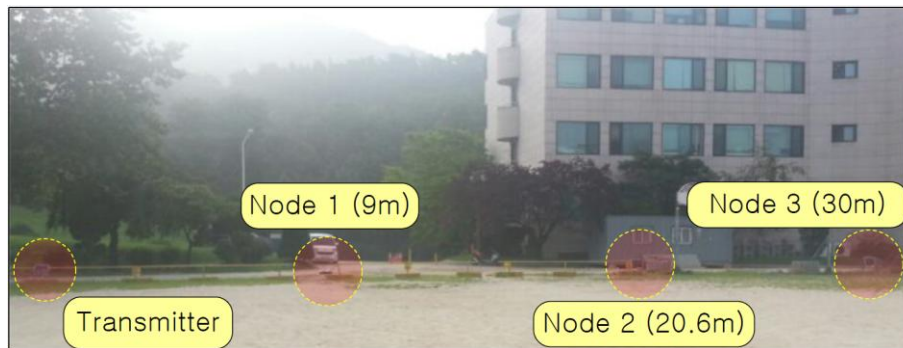 Node 1 (9m)
Node 3 (30m)
Transmitter
Node 2 (20.6m)